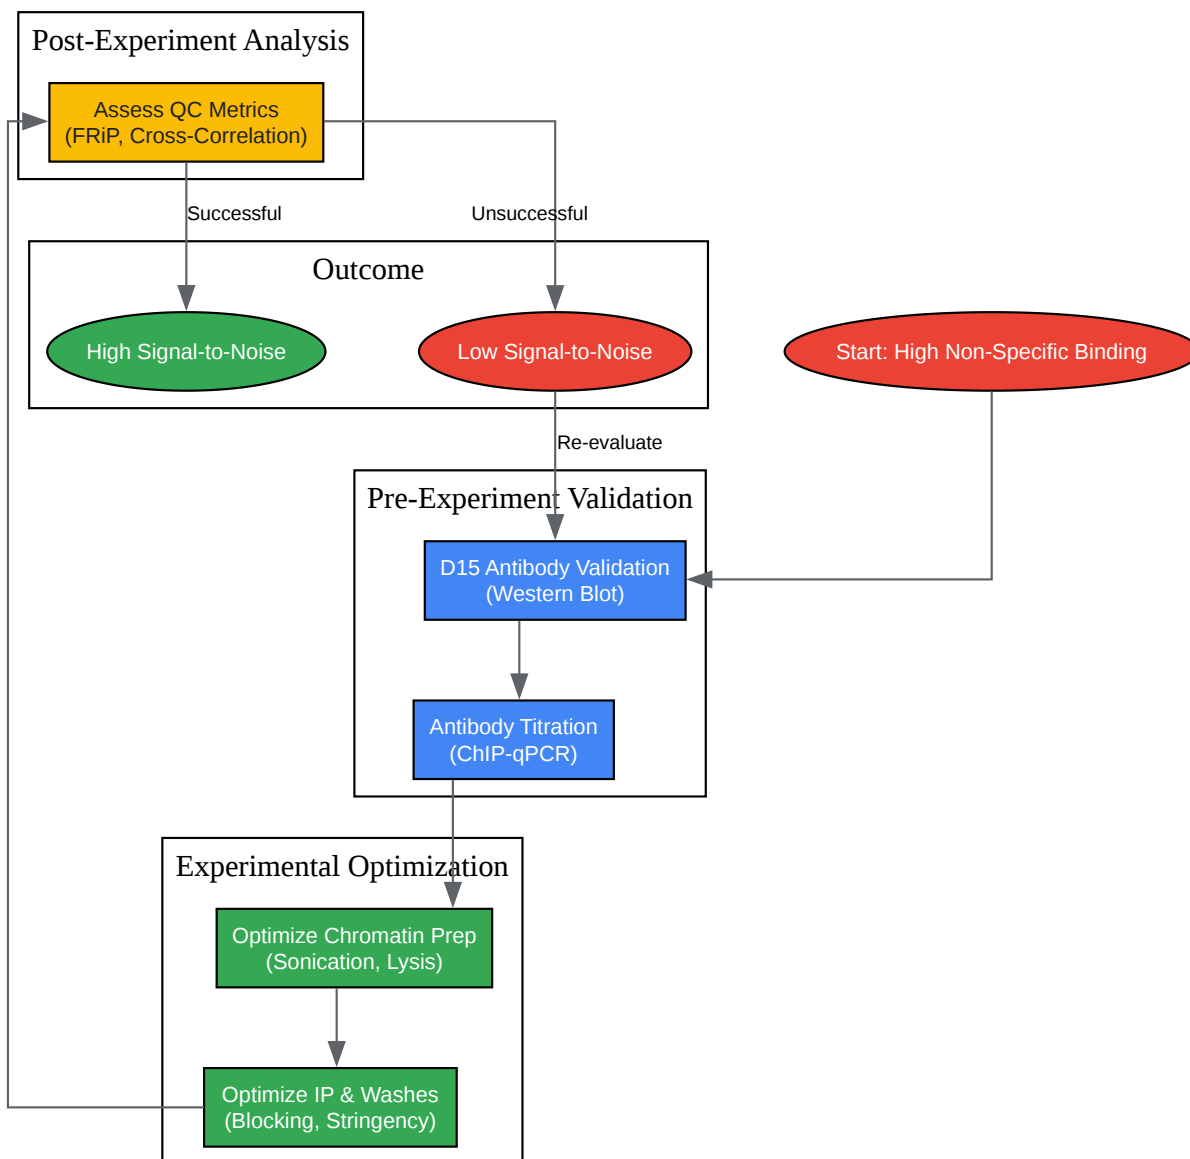 Post-Experiment Analysis
Assess QC Metrics
(FRiP, Cross-Correlation)
Successful
Unsuccessful
Outcome
High Signal-to-Noise
Low Signal-to-Noise
Start: High Non-Specific Binding
Re-evaluate
Pre-Experiment Validation
D15 Antibody Validation
(Western Blot)
Antibody Titration
(ChIP-qPCR)
Experimental Optimization
Optimize Chromatin Prep
(Sonication, Lysis)
Optimize IP & Washes
(Blocking, Stringency)